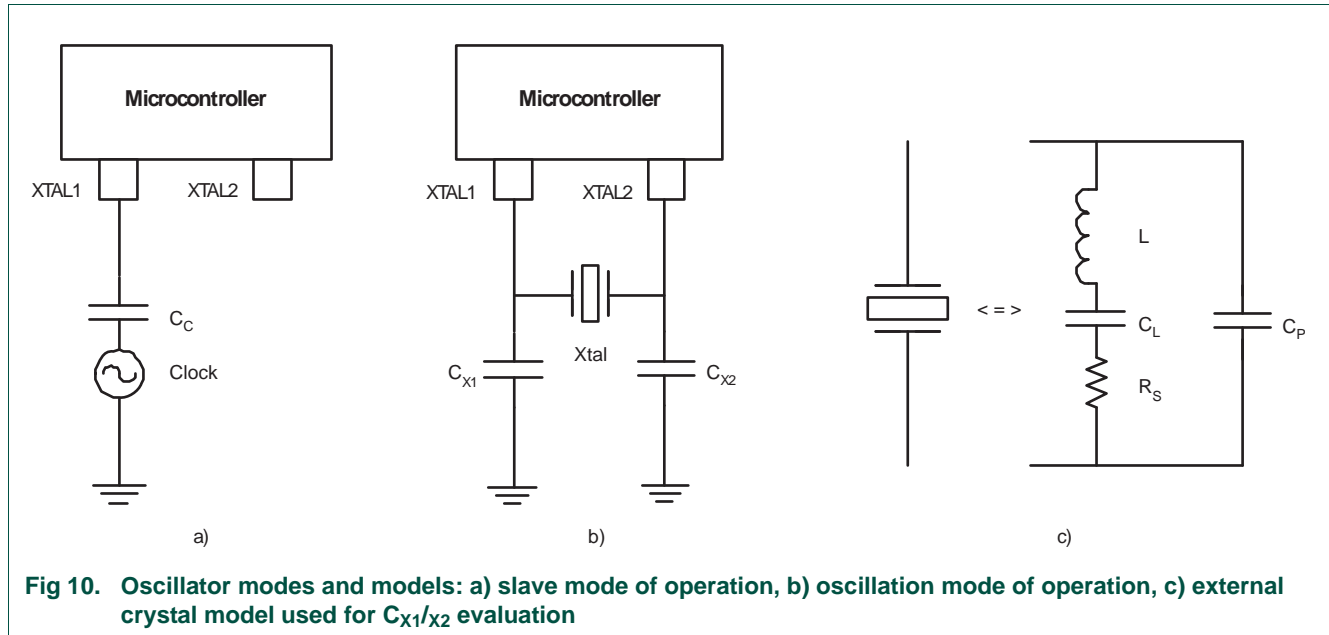 Microcontroller
XTAL1
XTAL2
C_C
Clock
a)
Microcontroller
XTAL1
XTAL2
Xtal
C_X1
C_X2
b)
< = >
L
C_L
R_S
C_P
c)
Fig 10. Oscillator modes and models: a) slave mode of operation, b) oscillation mode of operation, c) external
crystal model used for C_X1/X2 evaluation